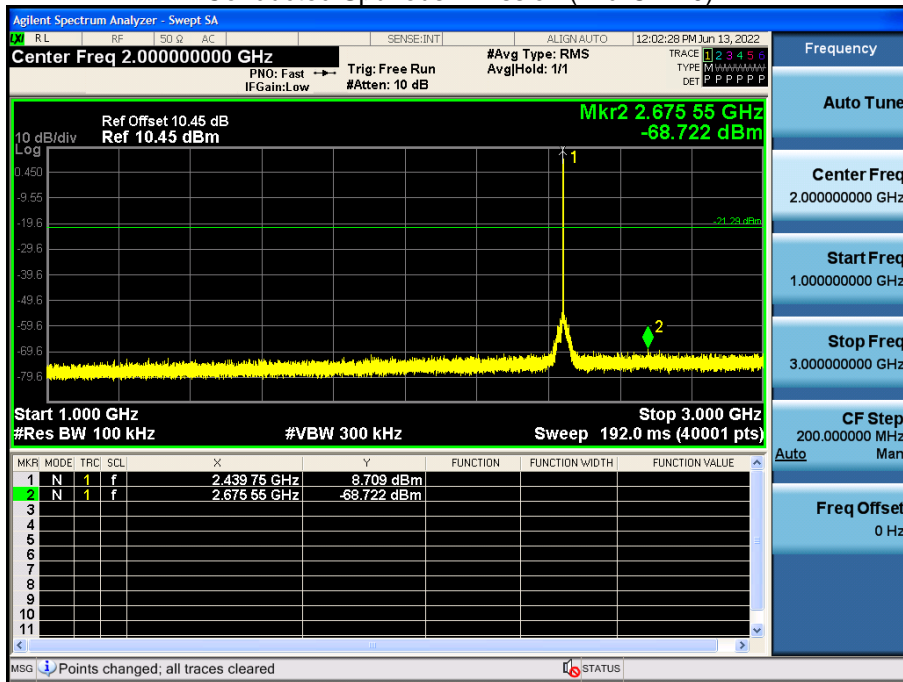 Agilent Spectrum Analyzer - Swept SA
LXI RL RF 50 Ω AC SENSE:INT ALIGN AUTO 12:02:28 PM Jun 13, 2022
Center Freq 2.000000000 GHz #Avg Type: RMS TRACE 1 2 3 4 5 6
PNO: Fast Trig: Free Run Avg|Hold: 1/1 TYPE M W W W W W
IFGain:Low #Atten: 10 dB DET P P P P P P
Frequency
Mkr2 2.675 55 GHz
-68.722 dBm
Ref Offset 10.45 dB
10 dB/div Ref 10.45 dBm
Log
1
0.450
-9.55
-19.6
-21.29 dBm
-29.6
-39.6
-49.6
-59.6
2
-69.6
-79.6
Start 1.000 GHz Stop 3.000 GHz
#Res BW 100 kHz #VBW 300 kHz Sweep 192.0 ms (40001 pts)
MKR MODE TRC SCL X Y FUNCTION FUNCTION WIDTH FUNCTION VALUE
1 N 1 f 2.439 75 GHz 8.709 dBm
2 N 1 f 2.675 55 GHz -68.722 dBm
3
4
5
6
7
8
9
10
11
MSG Points changed; all traces cleared STATUS
Auto Tune
Center Freq
2.000000000 GHz
Start Freq
1.000000000 GHz
Stop Freq
3.000000000 GHz
CF Step
200.000000 MHz
Auto Man
Freq Offset
0 Hz